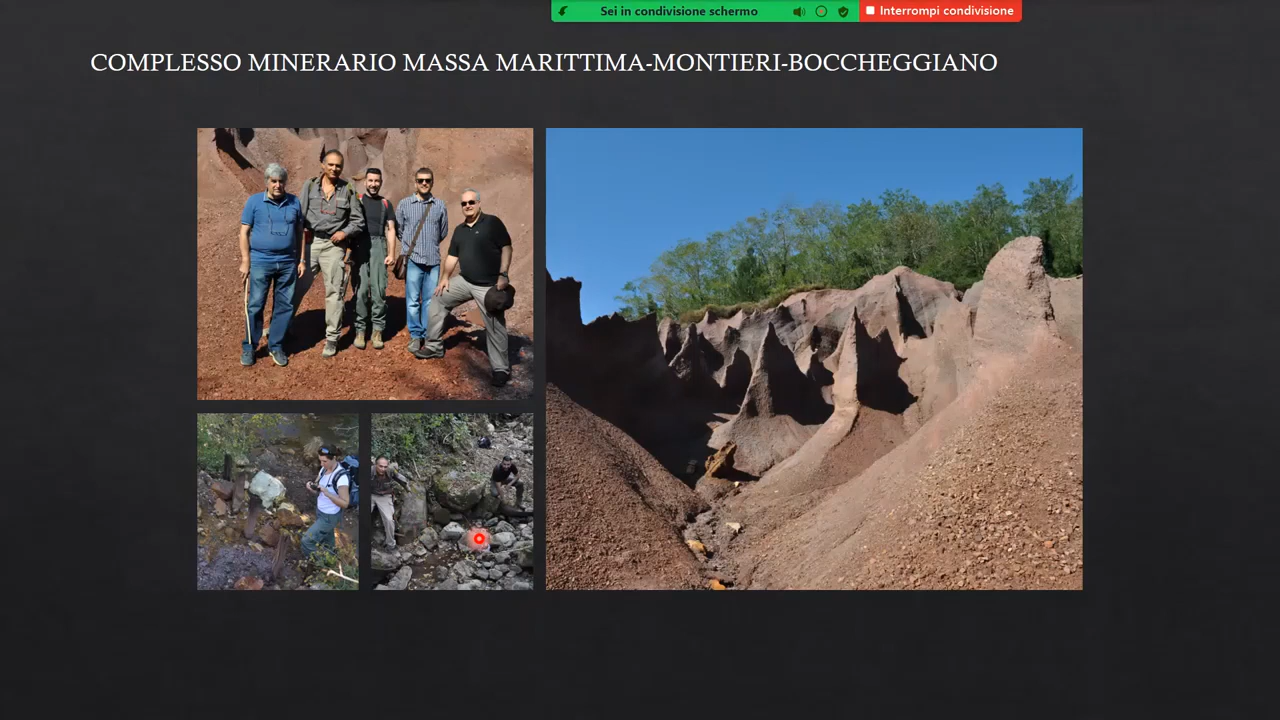 Sei in condivisione schermo
Interrompi condivisione
COMPLESSO MINERARIO MASSA MARITTIMA-MONTIERI-BOCCHEGGIANO